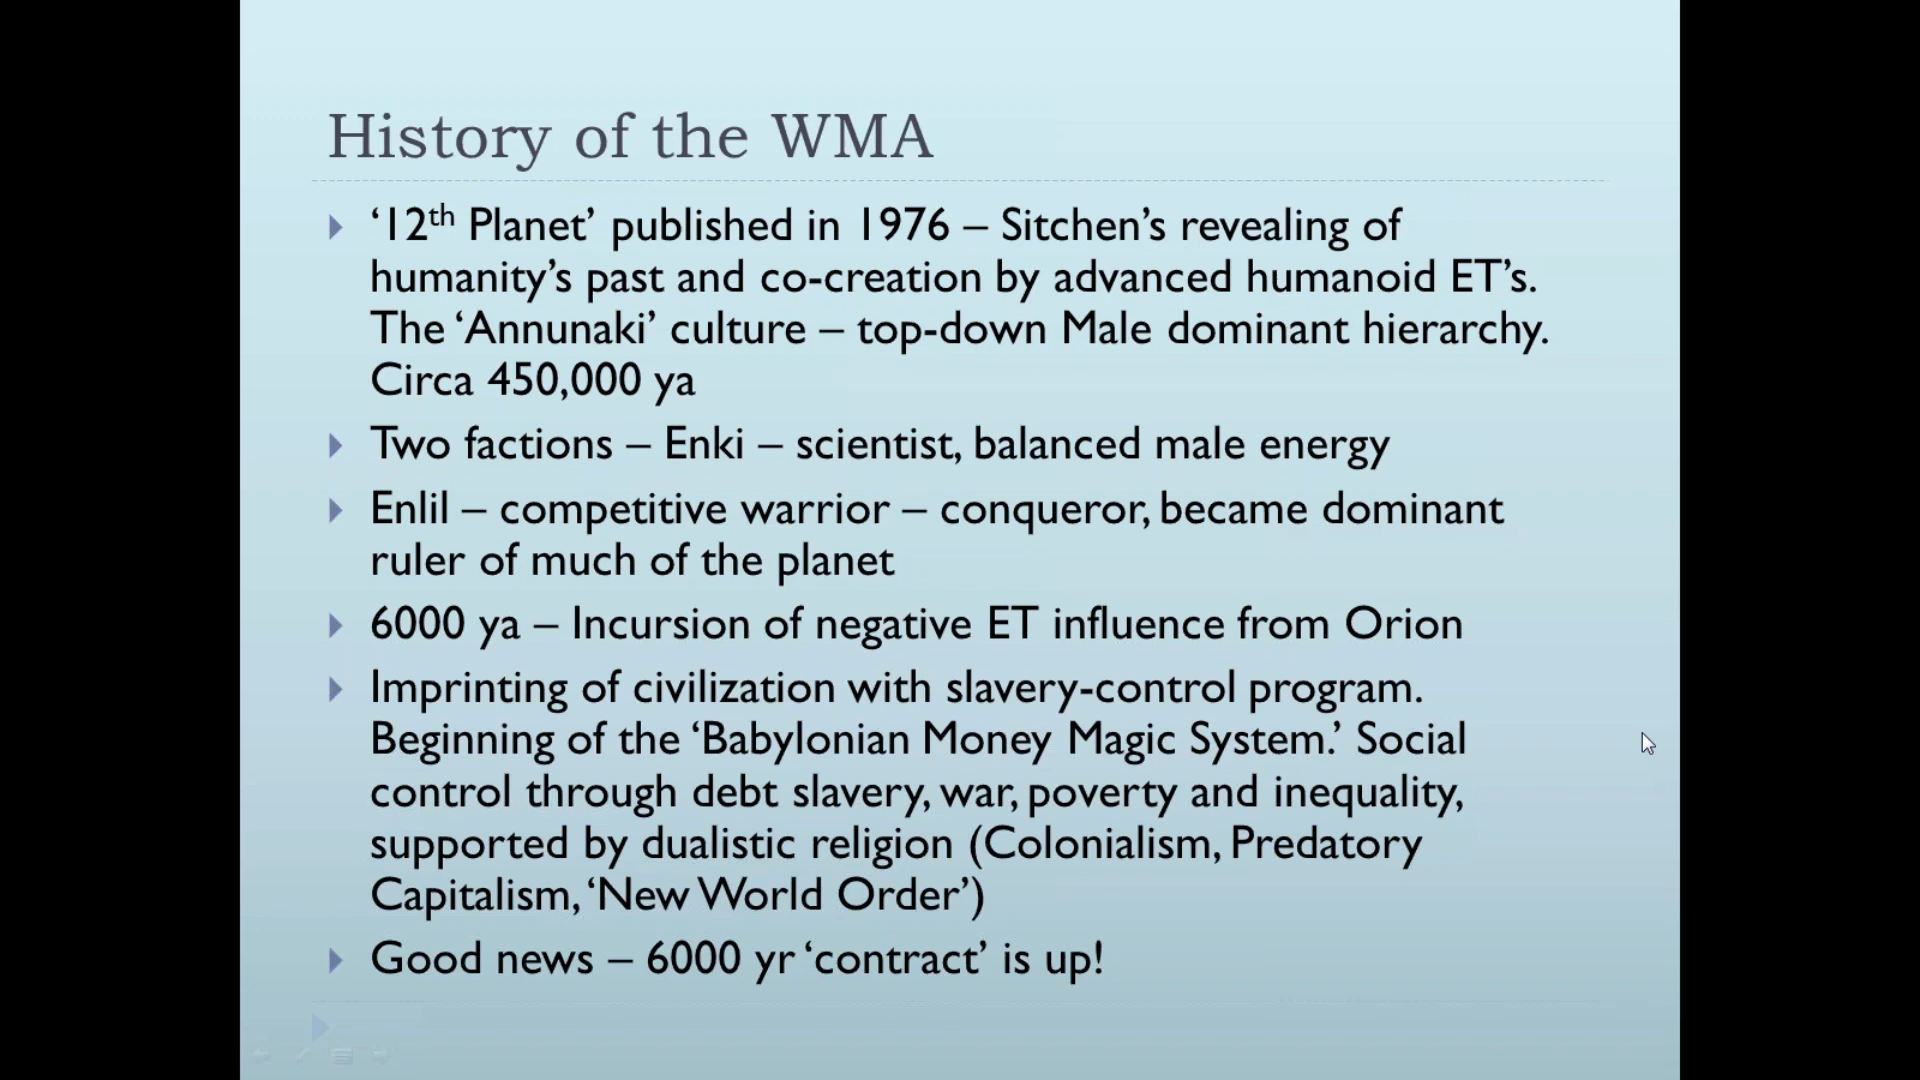 History of the WMA
‘12th Planet’ published in 1976 – Sitchen’s revealing of
humanity’s past and co-creation by advanced humanoid ET’s.
The ‘Annunaki’ culture – top-down Male dominant hierarchy.
Circa 450,000 ya
Two factions – Enki – scientist, balanced male energy
Enlil – competitive warrior – conqueror, became dominant
ruler of much of the planet
6000 ya – Incursion of negative ET influence from Orion
Imprinting of civilization with slavery-control program.
Beginning of the ‘Babylonian Money Magic System.’ Social
control through debt slavery, war, poverty and inequality,
supported by dualistic religion (Colonialism, Predatory
Capitalism, ‘New World Order’)
Good news – 6000 yr ‘contract’ is up!